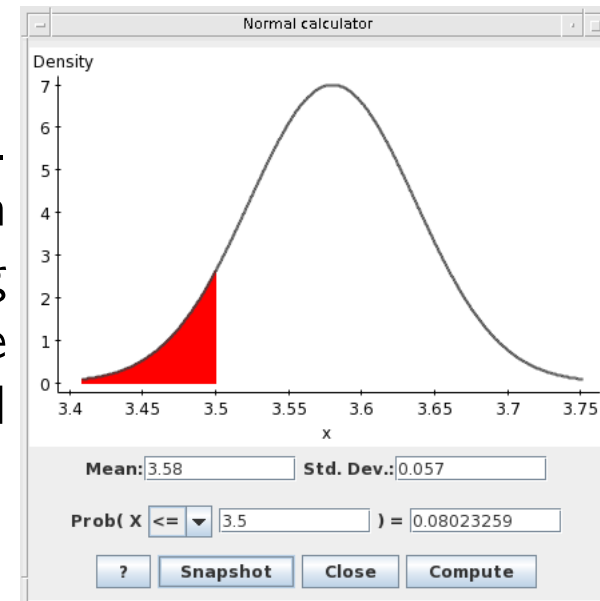 Normal calculator
Density
7
6
5
4
3
2
1
0
3.4 3.45 3.5 3.55 3.6 3.65 3.7 3.75
x
Mean: 3.58 Std. Dev.: 0.057
Prob( X <= 3.5 ) = 0.08023259
? Snapshot Close Compute